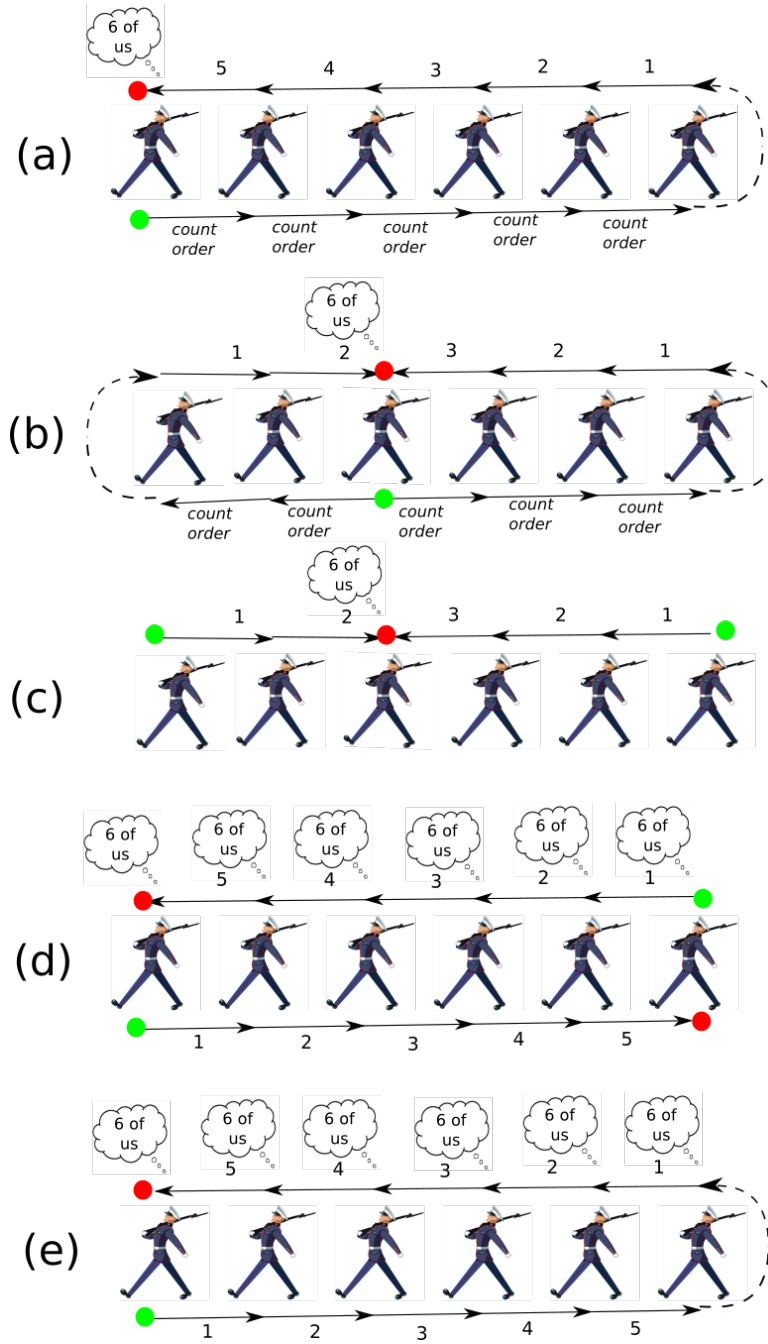 6 of
us
5 4 3 2 1
(a)
count
order
count
order
count
order
count
order
count
order
6 of
us
1 2 3 2 1
(b)
count
order
count
order
count
order
count
order
count
order
6 of
us
1 2 3 2 1
(c)
6 of
us
6 of
us
6 of
us
6 of
us
6 of
us
6 of
us
5 4 3 2 1
(d)
1 2 3 4 5
6 of
us
6 of
us
6 of
us
6 of
us
6 of
us
6 of
us
5 4 3 2 1
(e)
1 2 3 4 5